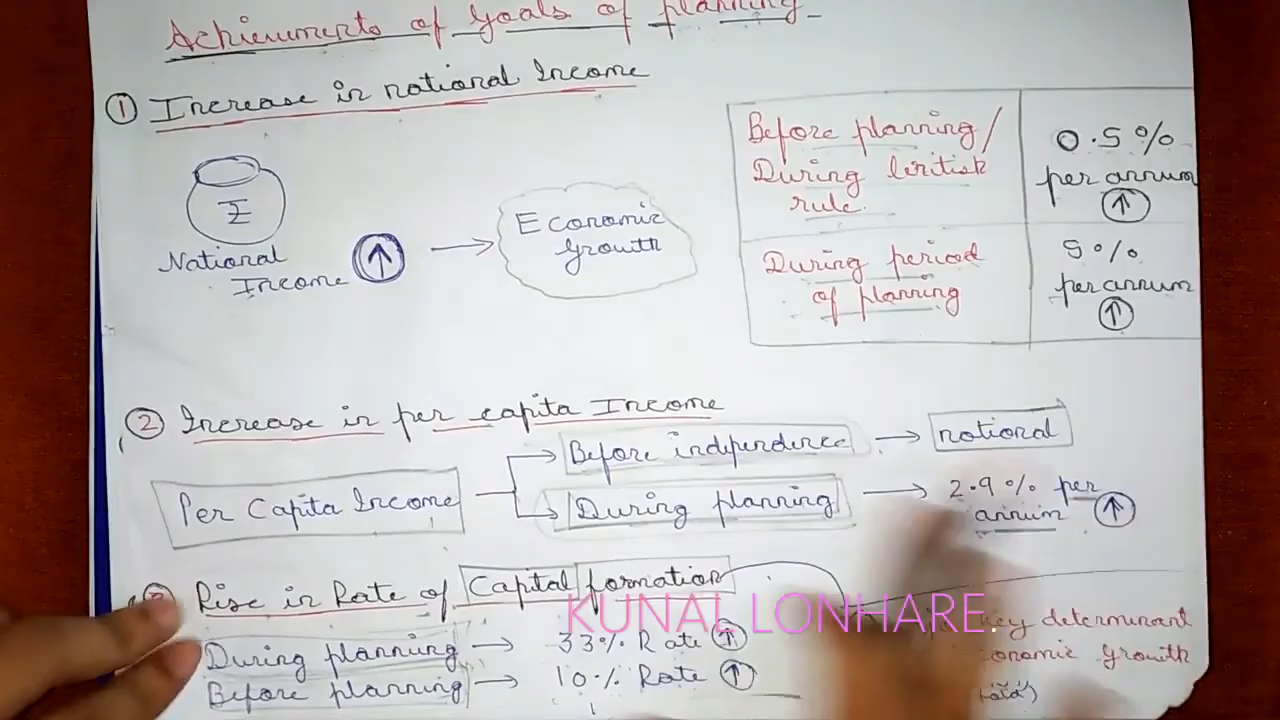 Achievements of Goals of planning
① Increase in national Income
Before planning/
During british
rule.
0.5%
per annum
↑
National
Income ↑
Economic
Growth
During period
of planning
5%
per annum
↑
② Increase in per capita Income
Per Capita Income
Before independence
notional
During planning
2.9% per
annum ↑
Rise in Rate of Capital formation
During planning → 33% Rate ↑
Before planning → 10% Rate ↑
key determinant
Growth
KUNAL LONHARE.